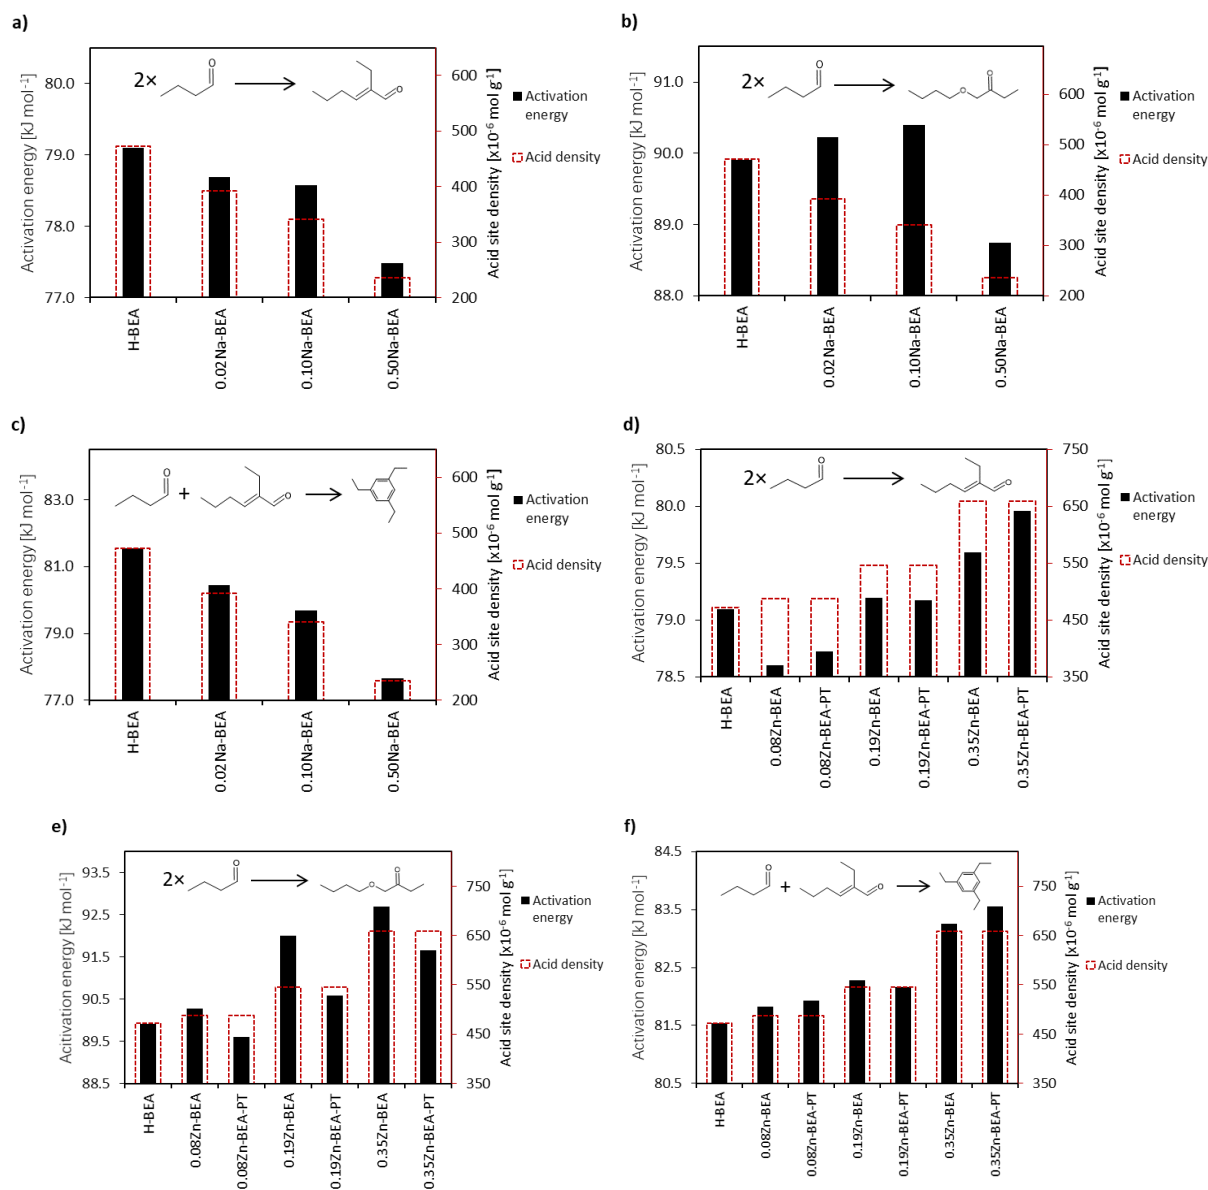 a)
Activation energy [kJ mol⁻¹]
80.0
79.0
78.0
77.0
2×
O
O
600
500
400
300
200
Acid site density [x10⁻⁶ mol g⁻¹]
Activation
energy
Acid density
H-BEA
0.02Na-BEA
0.10Na-BEA
0.50Na-BEA
b)
Activation energy [kJ mol⁻¹]
91.0
90.0
89.0
88.0
2×
O
O
O
600
500
400
300
200
Acid site density [x10⁻⁶ mol g⁻¹]
Activation
energy
Acid density
H-BEA
0.02Na-BEA
0.10Na-BEA
0.50Na-BEA
c)
Activation energy [kJ mol⁻¹]
83.0
81.0
79.0
77.0
O
+
O
600
500
400
300
200
Acid site density [x10⁻⁶ mol g⁻¹]
Activation
energy
Acid density
H-BEA
0.02Na-BEA
0.10Na-BEA
0.50Na-BEA
d)
Activation energy [kJ mol⁻¹]
80.5
80.0
79.5
79.0
78.5
2×
O
O
750
650
550
450
350
Acid site density [x10⁻⁶ mol g⁻¹]
Activation
energy
Acid density
H-BEA
0.08Zn-BEA
0.08Zn-BEA-PT
0.19Zn-BEA
0.19Zn-BEA-PT
0.35Zn-BEA
0.35Zn-BEA-PT
e)
Acitivation energy [kJ mol⁻¹]
93.5
92.5
91.5
90.5
89.5
88.5
2×
O
O
O
750
650
550
450
350
Acid site density [x10⁻⁶ mol g⁻¹]
Activation
energy
Acid density
H-BEA
0.08Zn-BEA
0.08Zn-BEA-PT
0.19Zn-BEA
0.19Zn-BEA-PT
0.35Zn-BEA
0.35Zn-BEA-PT
f)
Activation energy [kJ mol⁻¹]
84.5
83.5
82.5
81.5
80.5
O
+
O
750
650
550
450
350
Acid site density [x10⁻⁶ mol g⁻¹]
Activation
energy
Acid density
H-BEA
0.08Zn-BEA
0.08Zn-BEA-PT
0.19Zn-BEA
0.19Zn-BEA-PT
0.35Zn-BEA
0.35Zn-BEA-PT